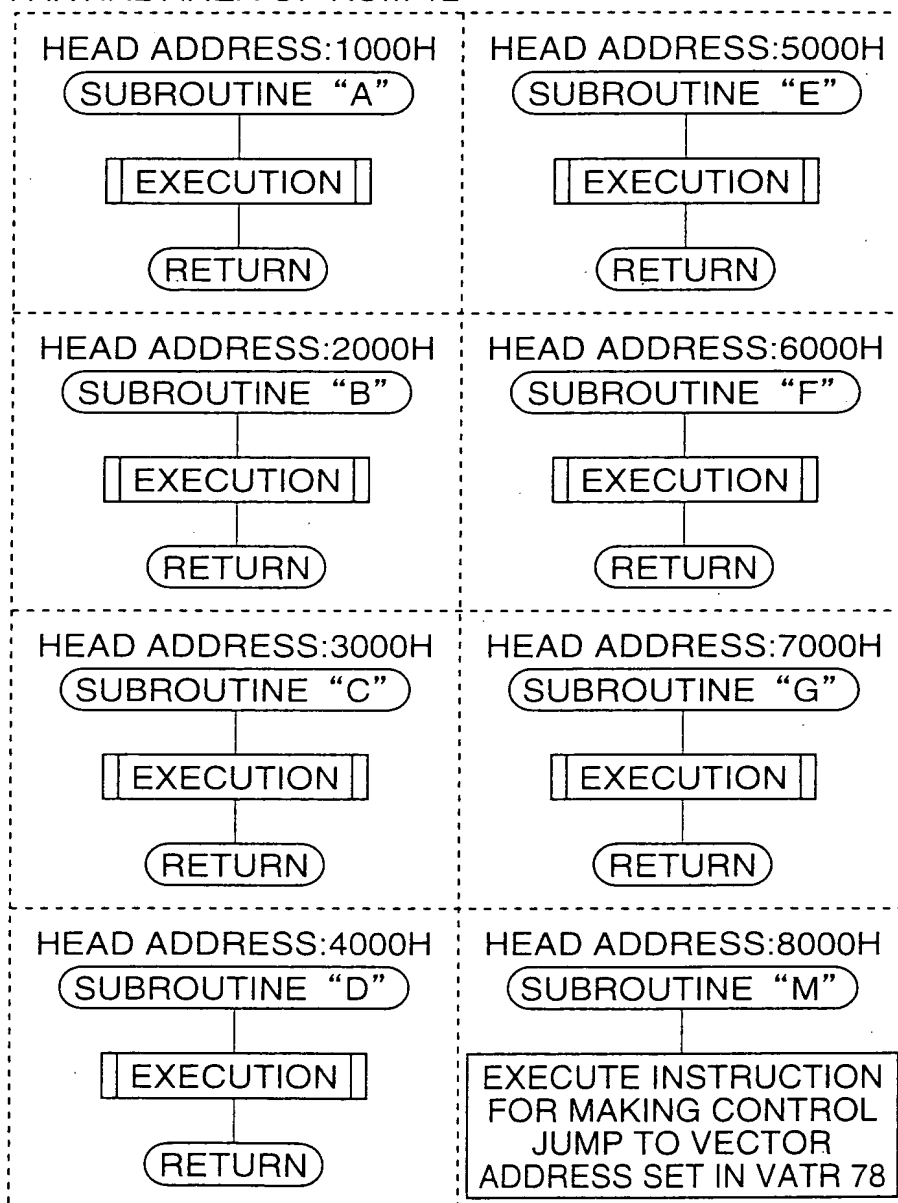 HEAD ADDRESS:1000H
SUBROUTINE “A”
EXECUTION
RETURN
HEAD ADDRESS:5000H
SUBROUTINE “E”
EXECUTION
RETURN
HEAD ADDRESS:2000H
SUBROUTINE “B”
EXECUTION
RETURN
HEAD ADDRESS:6000H
SUBROUTINE “F”
EXECUTION
RETURN
HEAD ADDRESS:3000H
SUBROUTINE “C”
EXECUTION
RETURN
HEAD ADDRESS:7000H
SUBROUTINE “G”
EXECUTION
RETURN
HEAD ADDRESS:4000H
SUBROUTINE “D”
EXECUTION
RETURN
HEAD ADDRESS:8000H
SUBROUTINE “M”
EXECUTE INSTRUCTION
FOR MAKING CONTROL
JUMP TO VECTOR
ADDRESS SET IN VATR 78